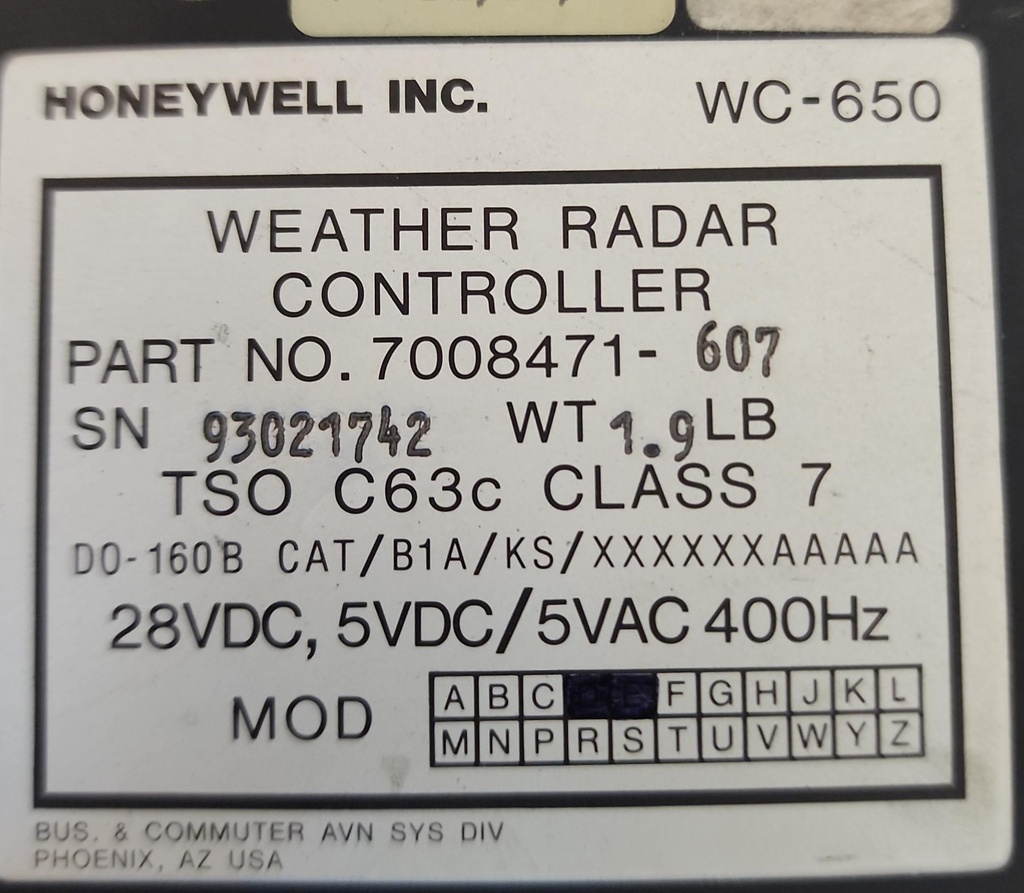 HONEYWELL INC. WC-650
WEATHER RADAR
CONTROLLER
PART NO. 7008471- 607
SN 93021742 WT 1.9 LB
TSO C63c CLASS 7
DO-160B CAT/B1A/KS/XXXXXXAAAAA
28VDC, 5VDC/5VAC 400Hz
MOD
A B C D E F G H J K L
M N P R S T U V W Y Z
BUS. & COMMUTER AVN SYS DIV
PHOENIX, AZ USA